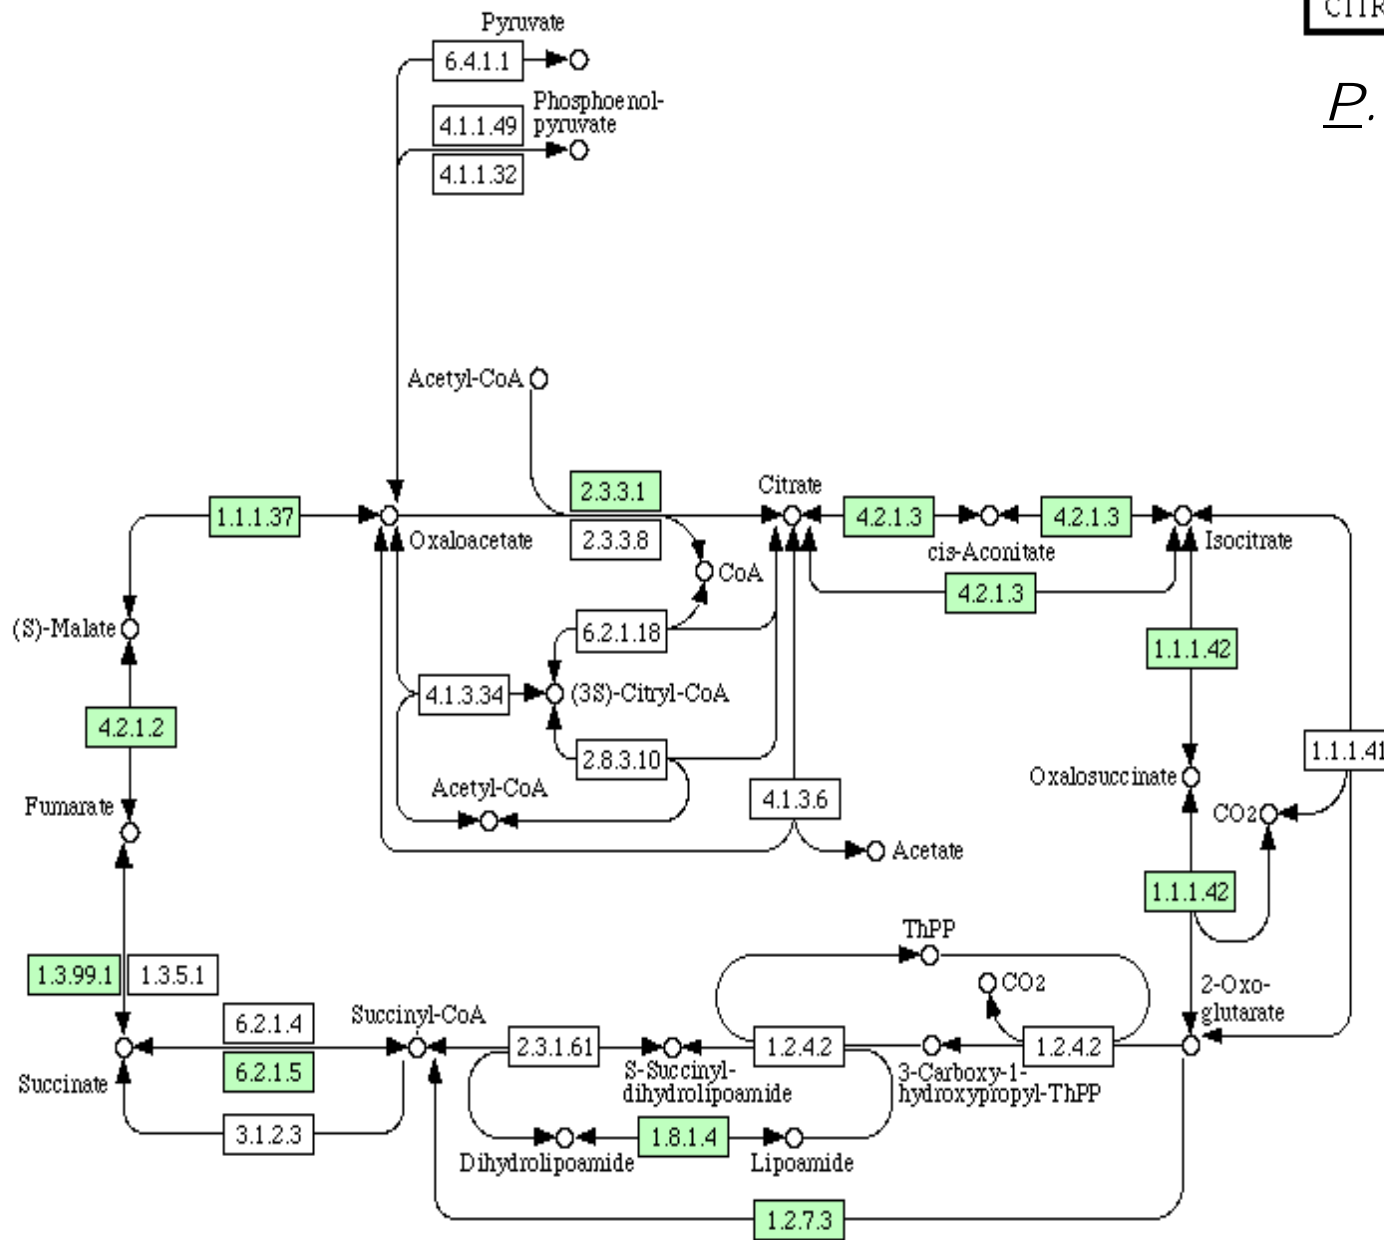 CITR
P.
Pyruvate
6.4.1.1
Phosphoenol-
pyruvate
4.1.1.49
4.1.1.32
Acetyl-CoA
2.3.3.1
2.3.3.8
Citrate
4.2.1.3
4.2.1.3
1.1.1.37
Oxaloacetate
cis-Aconitate
Isocitrate
CoA
4.2.1.3
(S)-Malate
6.2.1.18
1.1.1.42
4.1.3.34
(3S)-Citryl-CoA
4.2.1.2
2.8.3.10
1.1.1.41
Oxalosuccinate
Acetyl-CoA
4.1.3.6
Fumarate
CO2
Acetate
1.1.1.42
ThPP
1.3.99.1
1.3.5.1
CO2
2-Oxo-
glutarate
6.2.1.4
Succinyl-CoA
2.3.1.61
1.2.4.2
1.2.4.2
6.2.1.5
Succinate
S-Succinyl-
dihydrolipoamide
3-Carboxy-1-
hydroxypropyl-ThPP
3.1.2.3
1.8.1.4
Dihydrolipoamide
Lipoamide
1.2.7.3